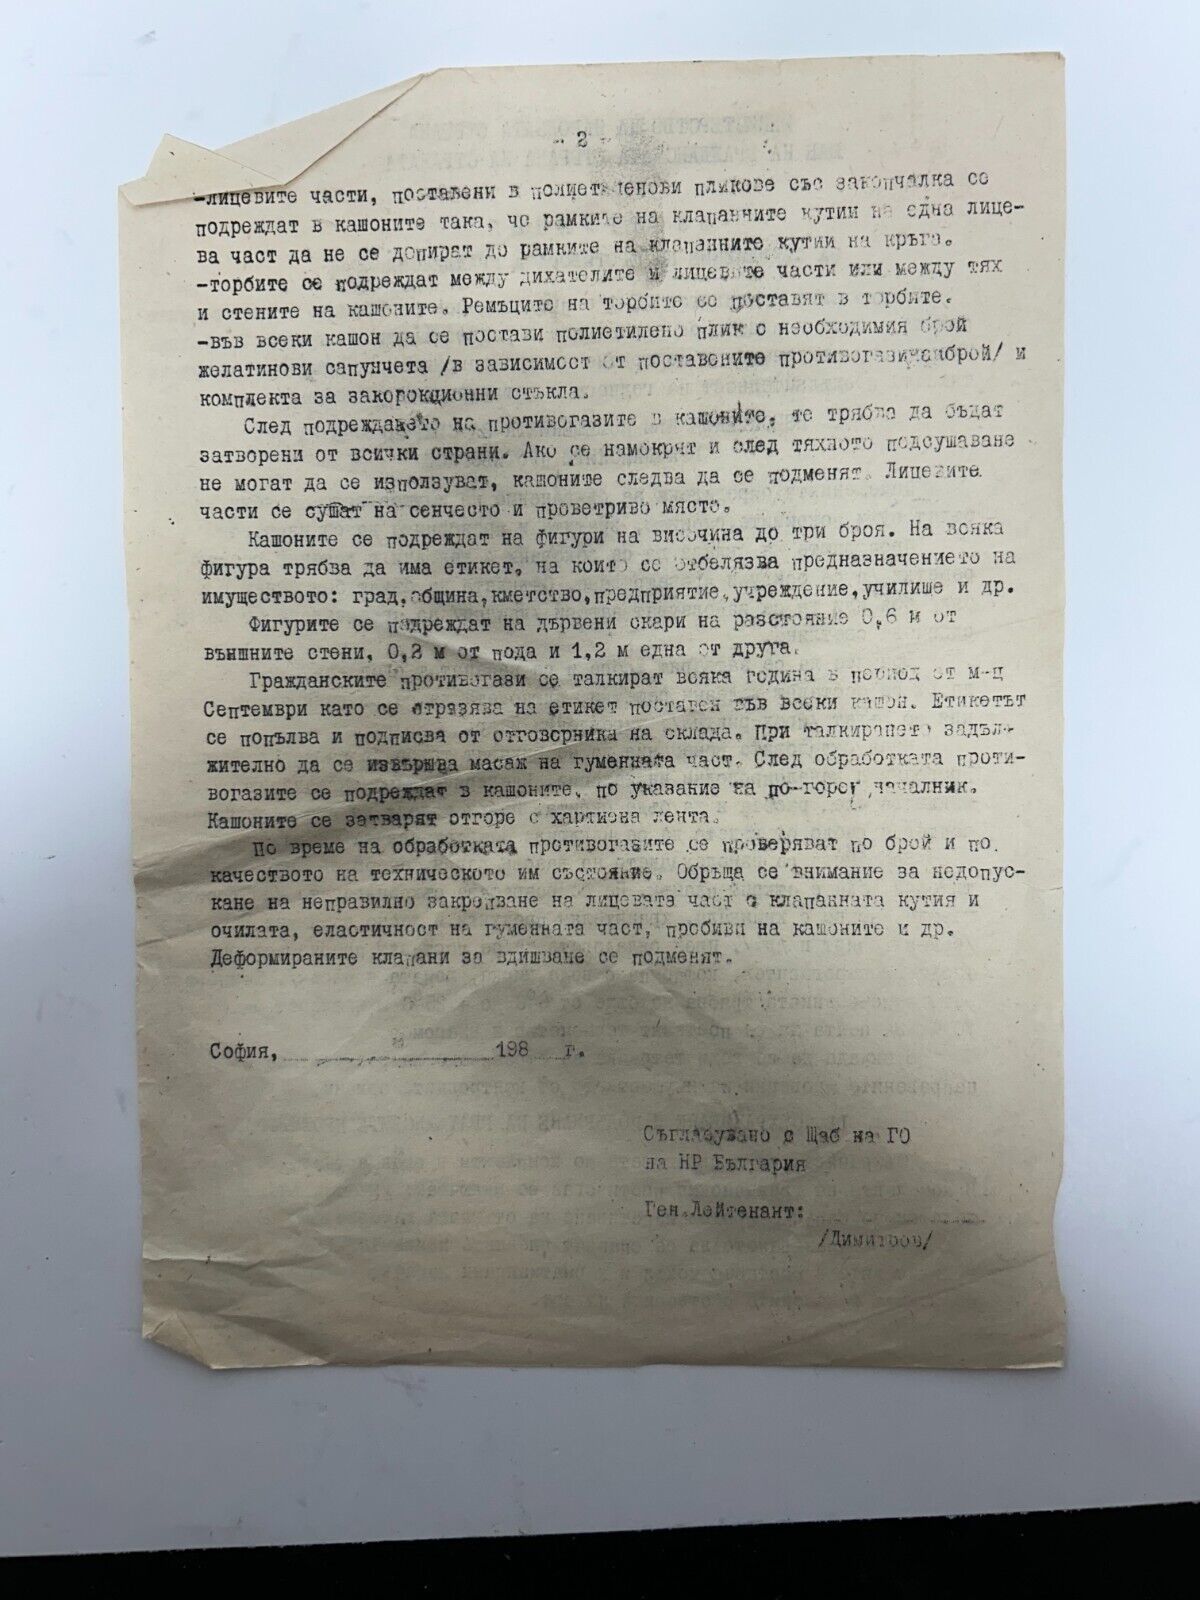 - 2 -
-лицевите части, поставени в полиетиленови пликове със закопчалка се
подреждат в кашоните така, че рамките на клапанните кутии на една лице-
ва част да не се допират до рамките на клапанните кутии на кръга.
-торбите се подреждат между дихателите и лицевите части или между тях
и стените на кашоните. Ремъците на торбите се поставят в торбите.
-във всеки кашон да се постави полиетилено плик с необходимия брой
желатинови сапунчета /в зависимост от поставените противогази брой/ и
комплекта за закорокционни стъкла.
След подреждането на противогазите в кашоните, те трябва да бъдат
затворени от всички страни. Ако се намокрят и след тяхното подсушаване
не могат да се използуват, кашоните следва да се подменят. Лицевите
части се сушат на сенчесто и проветриво място.
Кашоните се подреждат на фигури на височина до три броя. На всяка
фигура трябва да има етикет, на които се отбелязва предназначението на
имуществото: град, община, кметство, предприятие, учреждение, училише и др.
Фигурите се подреждат на дървени скари на разстояние 0,6 м от
външните стени, 0,2 м от пода и 1,2 м една от друга.
Гражданските противогази се талкират всяка година в период от м-ц
Септември като се отразява на етикет поставен във всеки кашон. Етикетът
се попълва и подписва от отговорника на склада. При талкирането задъл-
жително да се извършва масаж на гуменната част. След обработката проти-
вогазите се подреждат в кашоните, по указание на по-горег началник.
Кашоните се затварят отгоре с хартиена лента.
По време на обработката противогазите се проверяват по брой и по
качеството на техническото им състояние. Обръща се внимание за недопус-
кане на неправилно закрепване на лицевата част с клапанната кутия и
очилата, еластичност на гуменната част, пробиви на кашоните и др.
Деформираните клапани за вдишване се подменят.
София, 198 г.
Съгласувано с Щаб на ГО
на НР България
Ген.Лейтенант:
/Димитров/